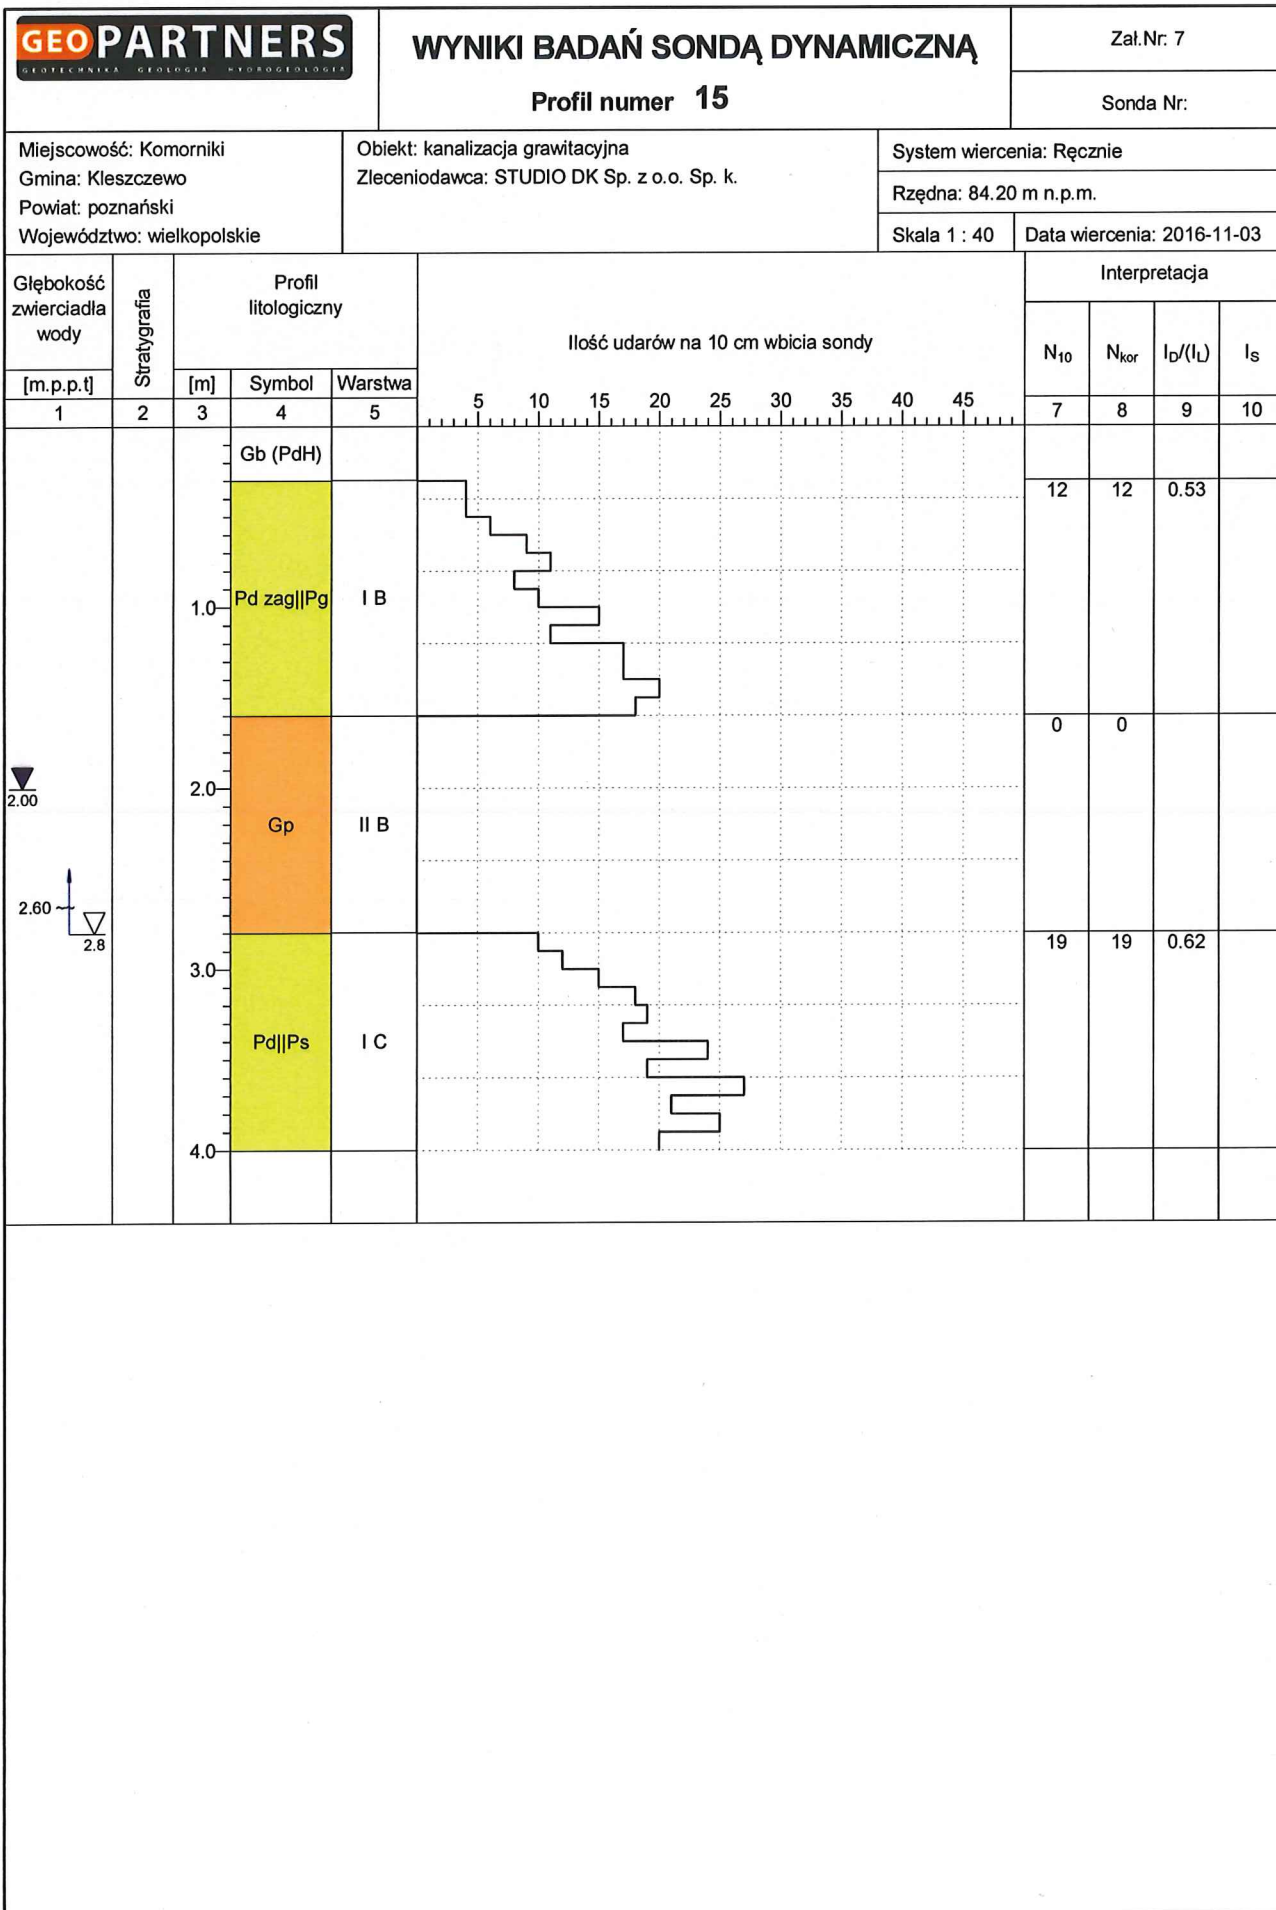 GEOPARTNERS
GEOTECHNIKA GEOLOGIA HYDROGEOLOGIA
WYNIKI BADAŃ SONDĄ DYNAMICZNĄ
Profil numer 15
Zał.Nr: 7
Sonda Nr:
Miejscowość: Komorniki
Gmina: Kleszczewo
Powiat: poznański
Województwo: wielkopolskie
Obiekt: kanalizacja grawitacyjna
Zleceniodawca: STUDIO DK Sp. z o.o. Sp. k.
System wiercenia: Ręcznie
Rzędna: 84.20 m n.p.m.
Skala 1 : 40
Data wiercenia: 2016-11-03
Głębokość
zwierciadła
wody
[m.p.p.t]
Stratygrafia
Profil
litologiczny
[m]
Symbol
Warstwa
Ilość udarów na 10 cm wbicia sondy
Interpretacja
N10
Nkor
ID/(IL)
IS
1
2
3
4
5
5 10 15 20 25 30 35 40 45
7
8
9
10
Gb (PdH)
12 12 0.53
1.0
Pd zag||Pg
I B
0 0
2.00
2.0
Gp
II B
2.60
2.8
19 19 0.62
3.0
Pd||Ps
I C
4.0